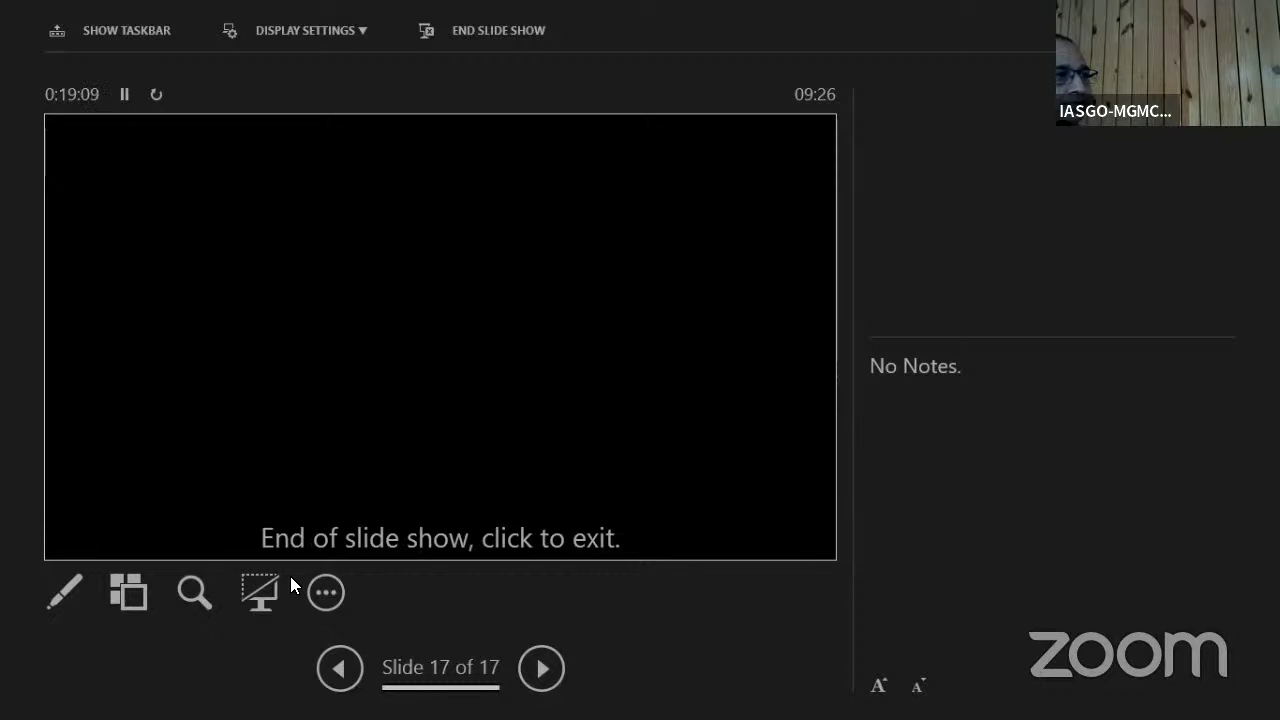 SHOW TASKBAR
DISPLAY SETTINGS ▾
END SLIDE SHOW
IASGO-MGMC...
0:19:09
09:26
No Notes.
End of slide show, click to exit.
Slide 17 of 17
zoom
A A